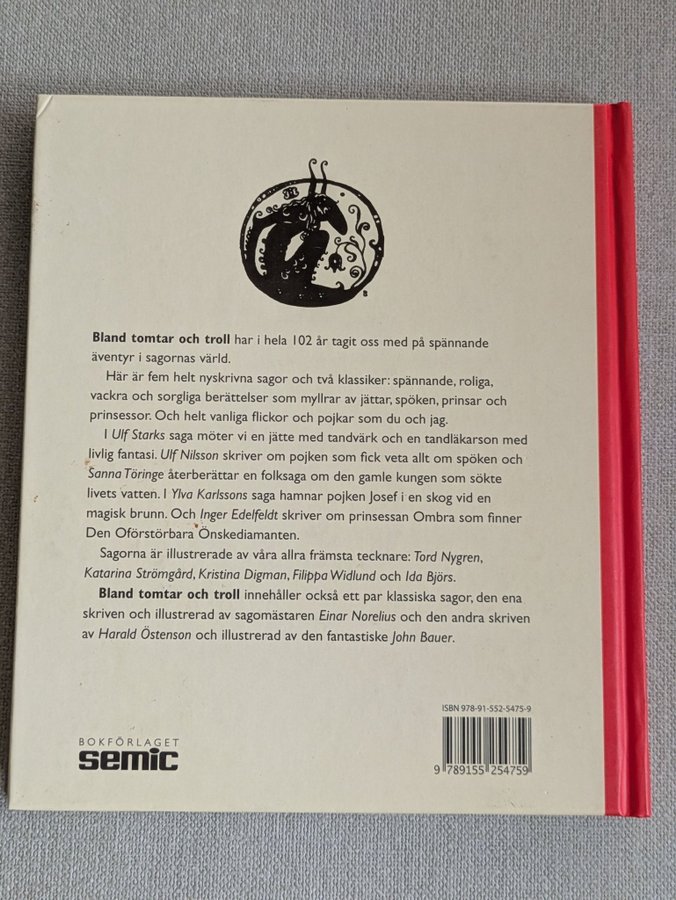 Bland tomtar och troll har i hela 102 år tagit oss med på spännande
äventyr i sagornas värld.
Här är fem helt nyskrivna sagor och två klassiker: spännande, roliga,
vackra och sorgliga berättelser som myllrar av jättar, spöken, prinsar och
prinsessor. Och helt vanliga flickor och pojkar som du och jag.
I Ulf Starks saga möter vi en jätte med tandvärk och en tandläkarson med
livlig fantasi. Ulf Nilsson skriver om pojken som fick veta allt om spöken och
Sanna Töringe återberättar en folksaga om den gamle kungen som sökte
livets vatten. I Ylva Karlssons saga hamnar pojken Josef i en skog vid en
magisk brunn. Och Inger Edelfeldt skriver om prinsessan Ombra som finner
Den Oförstörbara Önskediamanten.
Sagorna är illustrerade av våra allra främsta tecknare: Tord Nygren,
Katarina Strömgård, Kristina Digman, Filippa Widlund och Ida Björs.
Bland tomtar och troll innehåller också ett par klassiska sagor, den ena
skriven och illustrerad av sagomästaren Einar Norelius och den andra skriven
av Harald Östenson och illustrerad av den fantastiske John Bauer.
ISBN 978-91-552-5475-9
9 789155 254759
BOKFÖRLAGET
semic